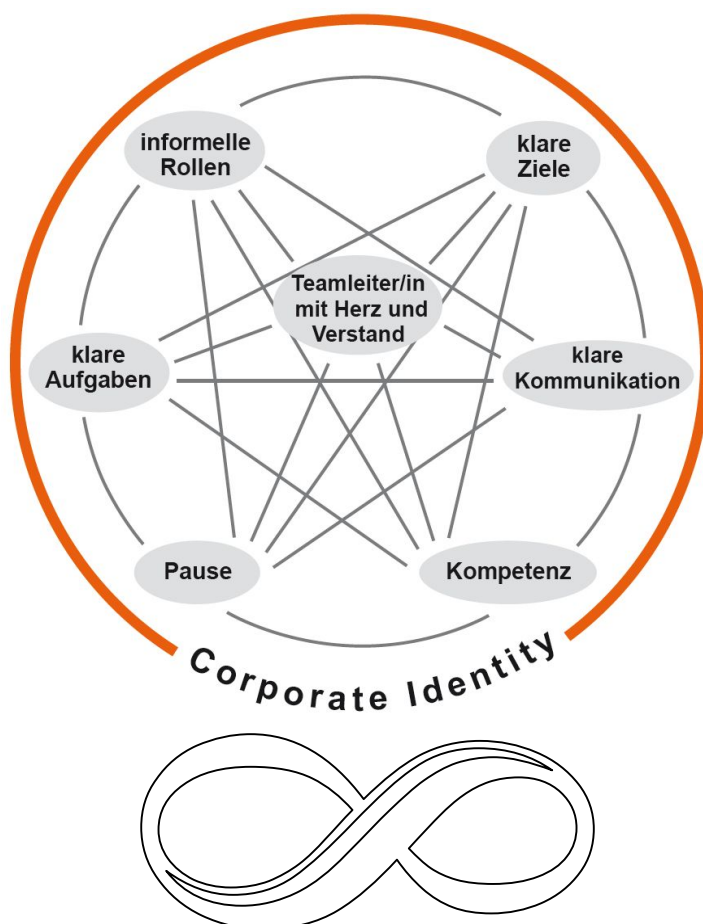 informelle
Rollen
klare
Ziele
Teamleiter/in
mit Herz und
Verstand
klare
Aufgaben
klare
Kommunikation
Pause
Kompetenz
Corporate Identity